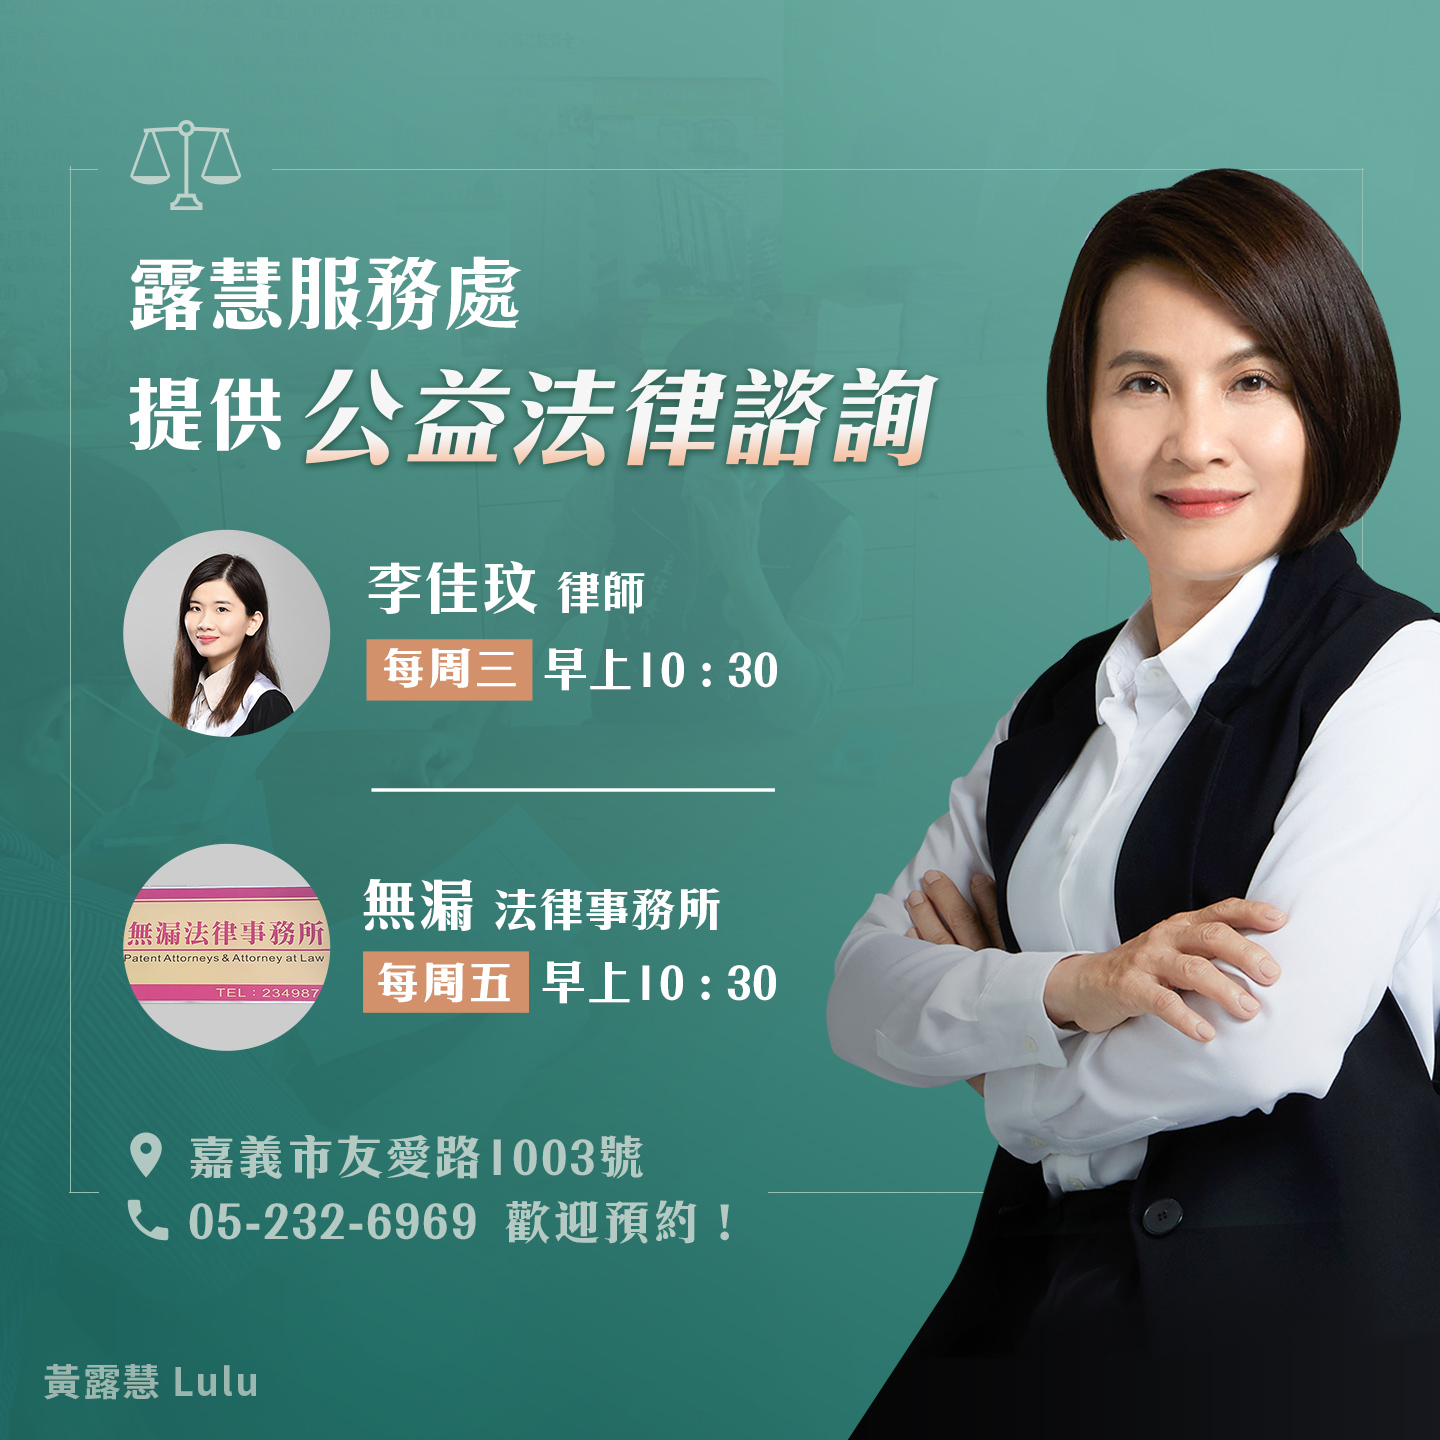 露慧服務處
提供 公益法律諮詢
李佳玟 律師
每周三 早上10：30
無漏 法律事務所
每周五 早上10：30
無漏法律事務所
Patent Attorneys & Attorney at Law
TEL：234987
嘉義市友愛路1003號
05-232-6969 歡迎預約！
黃露慧 Lulu